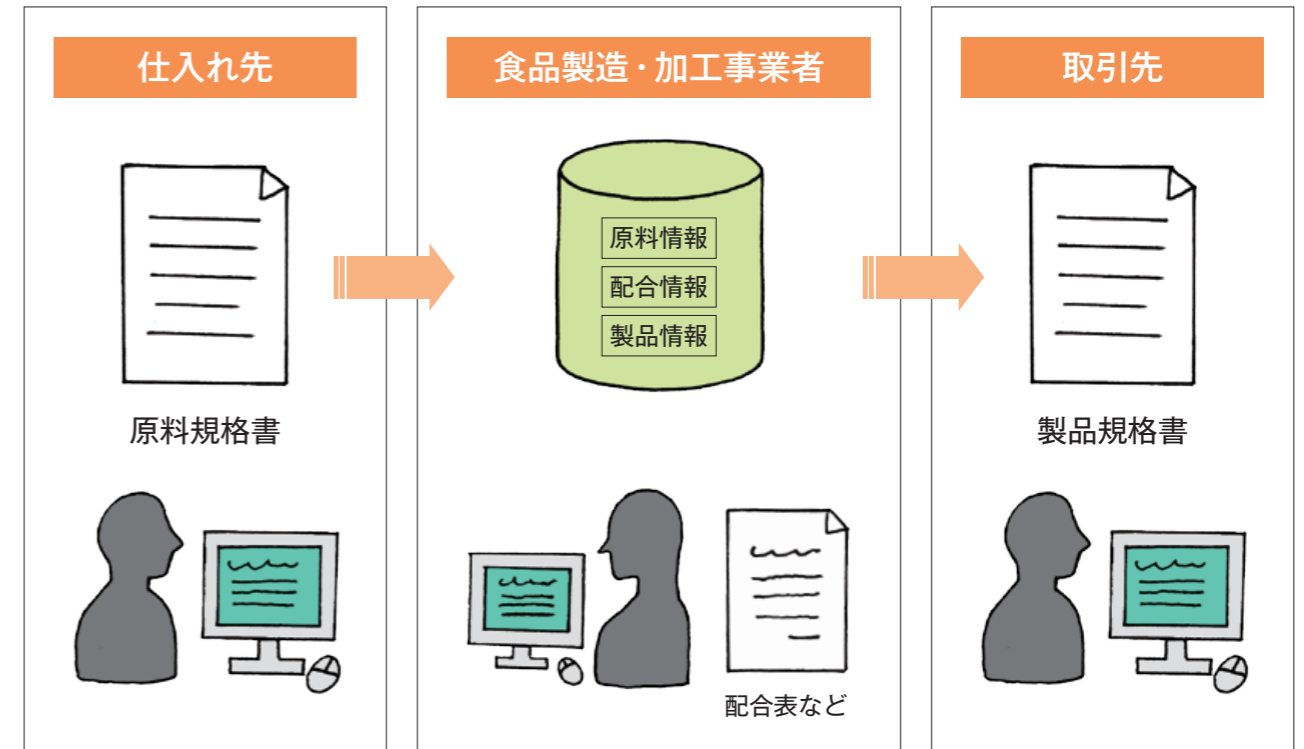 仕入れ先
食品製造・加工事業者
取引先
原料情報
配合情報
製品情報
原料規格書
製品規格書
配合表など